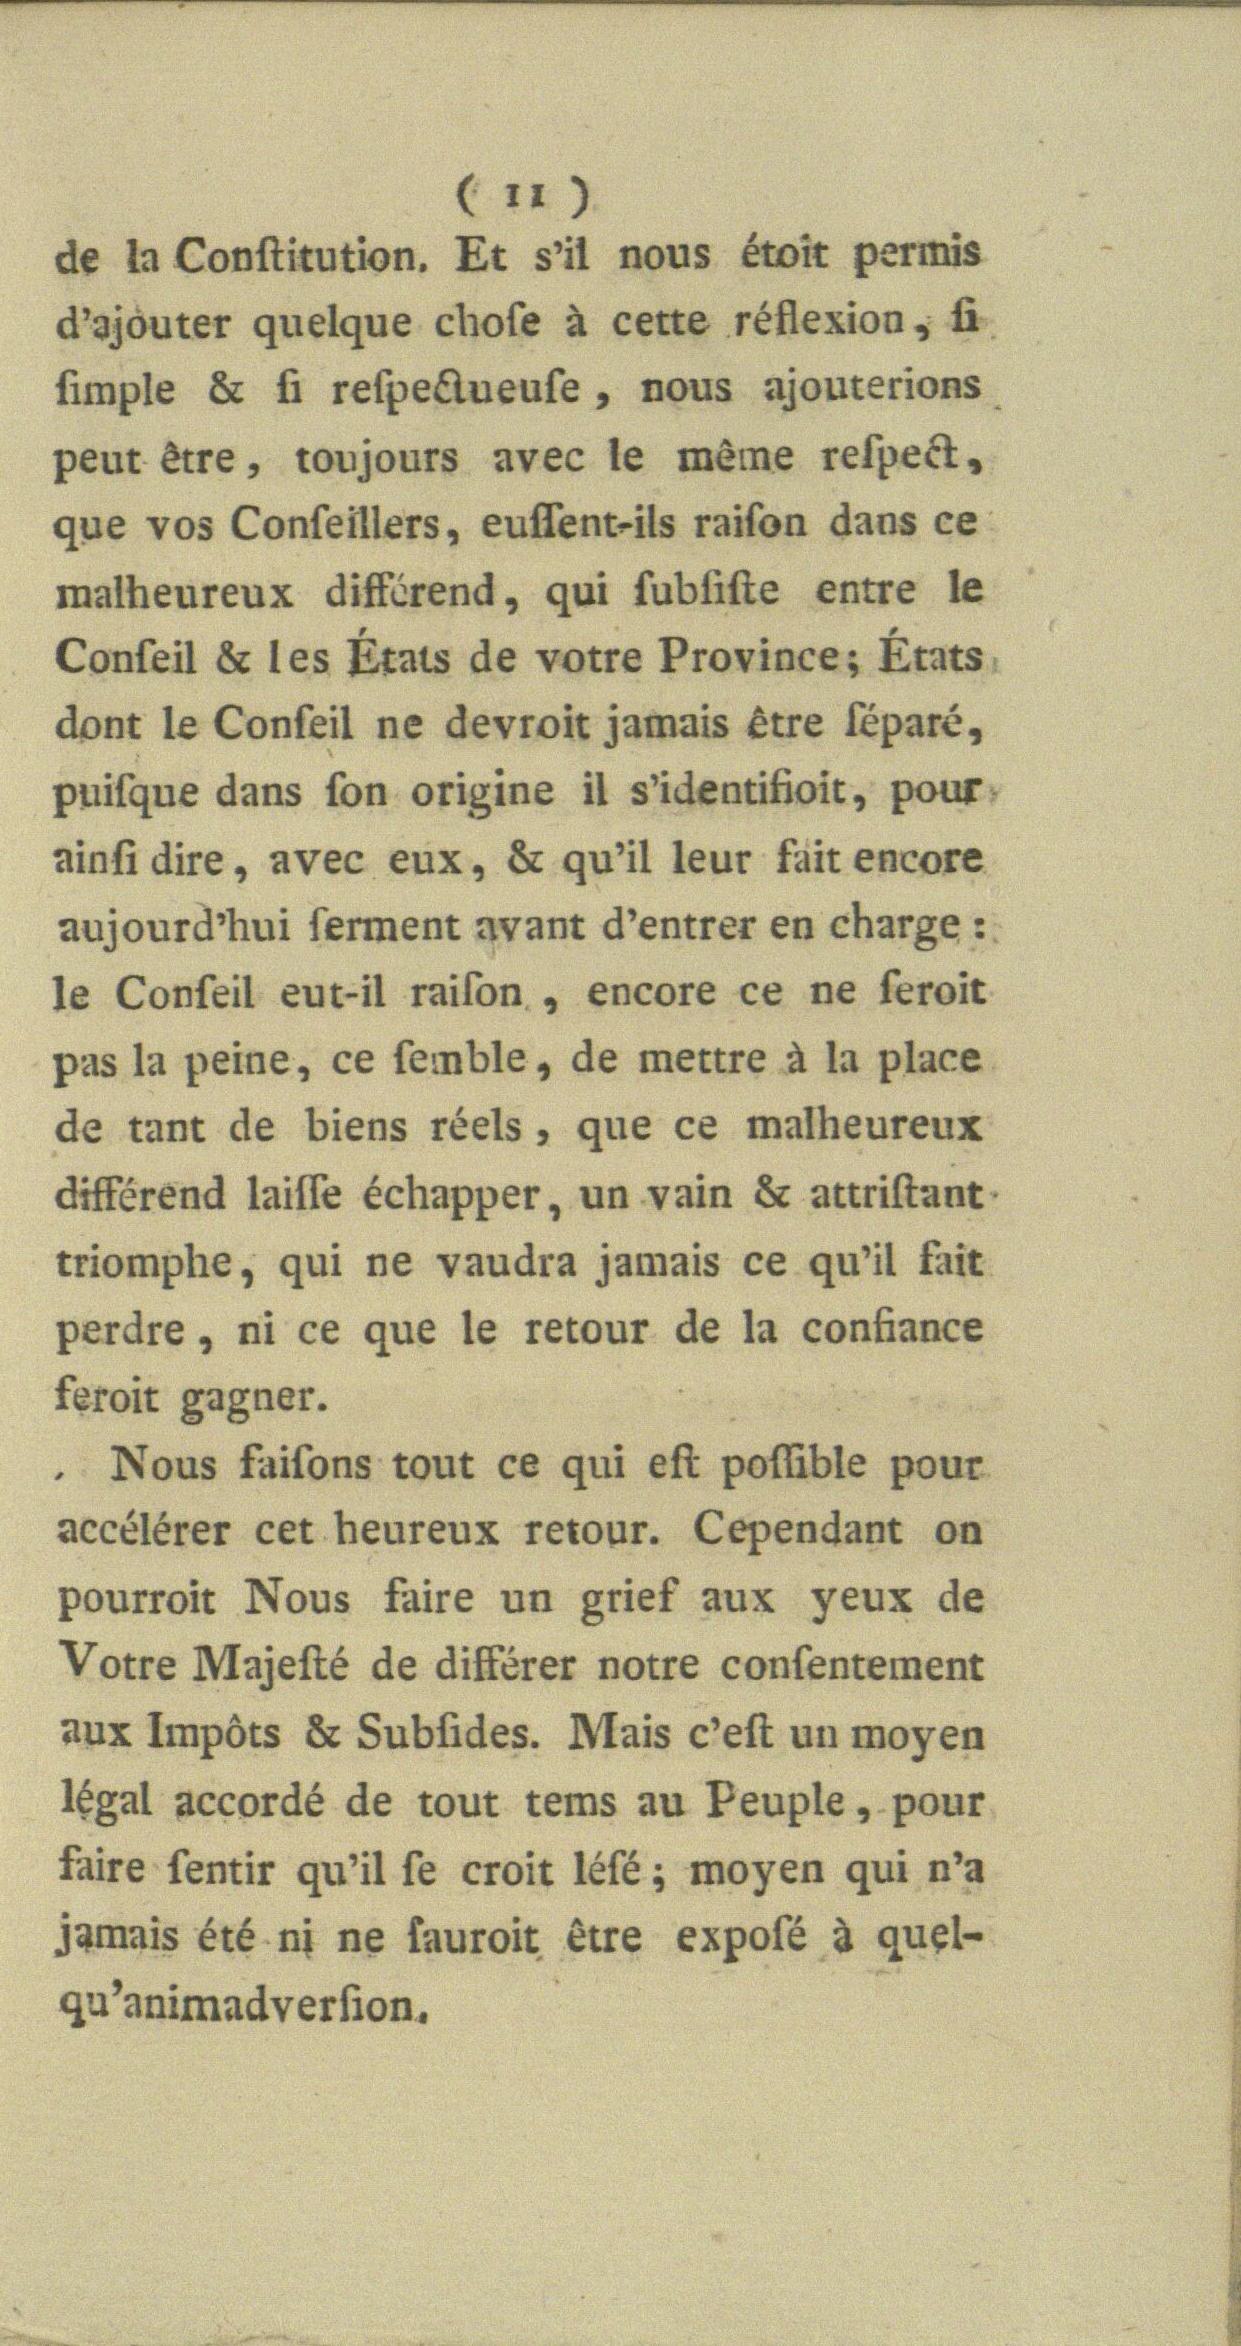 ( 11 )
de la Conſtitution. Et s'il nous étoit permis
d'ajouter quelque choſe à cette réflexion, ſi
ſimple & ſi reſpectueuſe, nous ajouterions
peut être, toujours avec le même reſpect,
que vos Conſeillers, euſſent-ils raiſon dans ce
malheureux différend, qui ſubſiſte entre le
Conſeil & les États de votre Province; États
dont le Conſeil ne devroit jamais être ſéparé,
puiſque dans ſon origine il s'identifioit, pour
ainſi dire, avec eux, & qu'il leur fait encore
aujourd'hui ſerment avant d'entrer en charge :
le Conſeil eut-il raiſon, encore ce ne ſeroit
pas la peine, ce ſemble, de mettre à la place
de tant de biens réels, que ce malheureux
différend laiſſe échapper, un vain & attriſtant
triomphe, qui ne vaudra jamais ce qu'il fait
perdre, ni ce que le retour de la confiance
feroit gagner.
Nous faiſons tout ce qui eſt poſſible pour
accélérer cet heureux retour. Cependant on
pourroit Nous faire un grief aux yeux de
Votre Majeſté de différer notre conſentement
aux Impôts & Subſides. Mais c'eſt un moyen
légal accordé de tout tems au Peuple, pour
faire ſentir qu'il ſe croit léſé; moyen qui n'a
jamais été ni ne ſauroit être expoſé à quel-
qu'animadverſion.